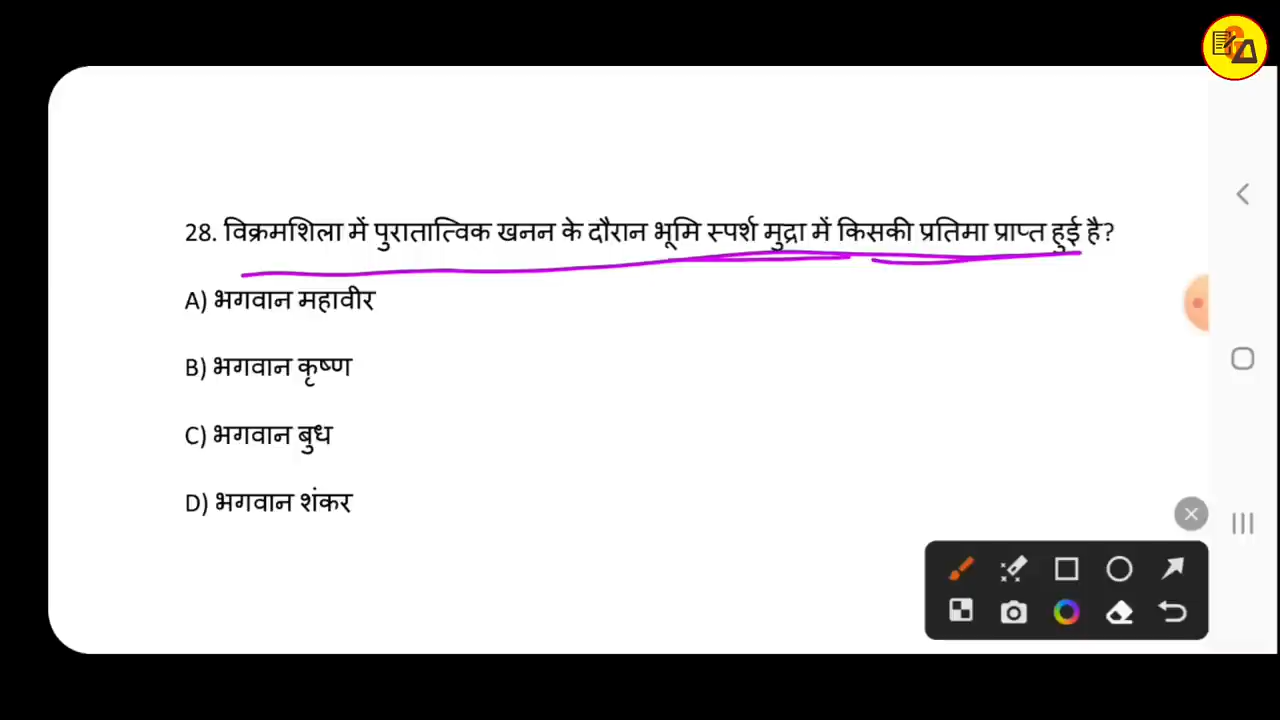 28. विक्रमशिला में पुरातात्विक खनन के दौरान भूमि स्पर्श मुद्रा में किसकी प्रतिमा प्राप्त हुई है?
A) भगवान महावीर
B) भगवान कृष्ण
C) भगवान बुध
D) भगवान शंकर